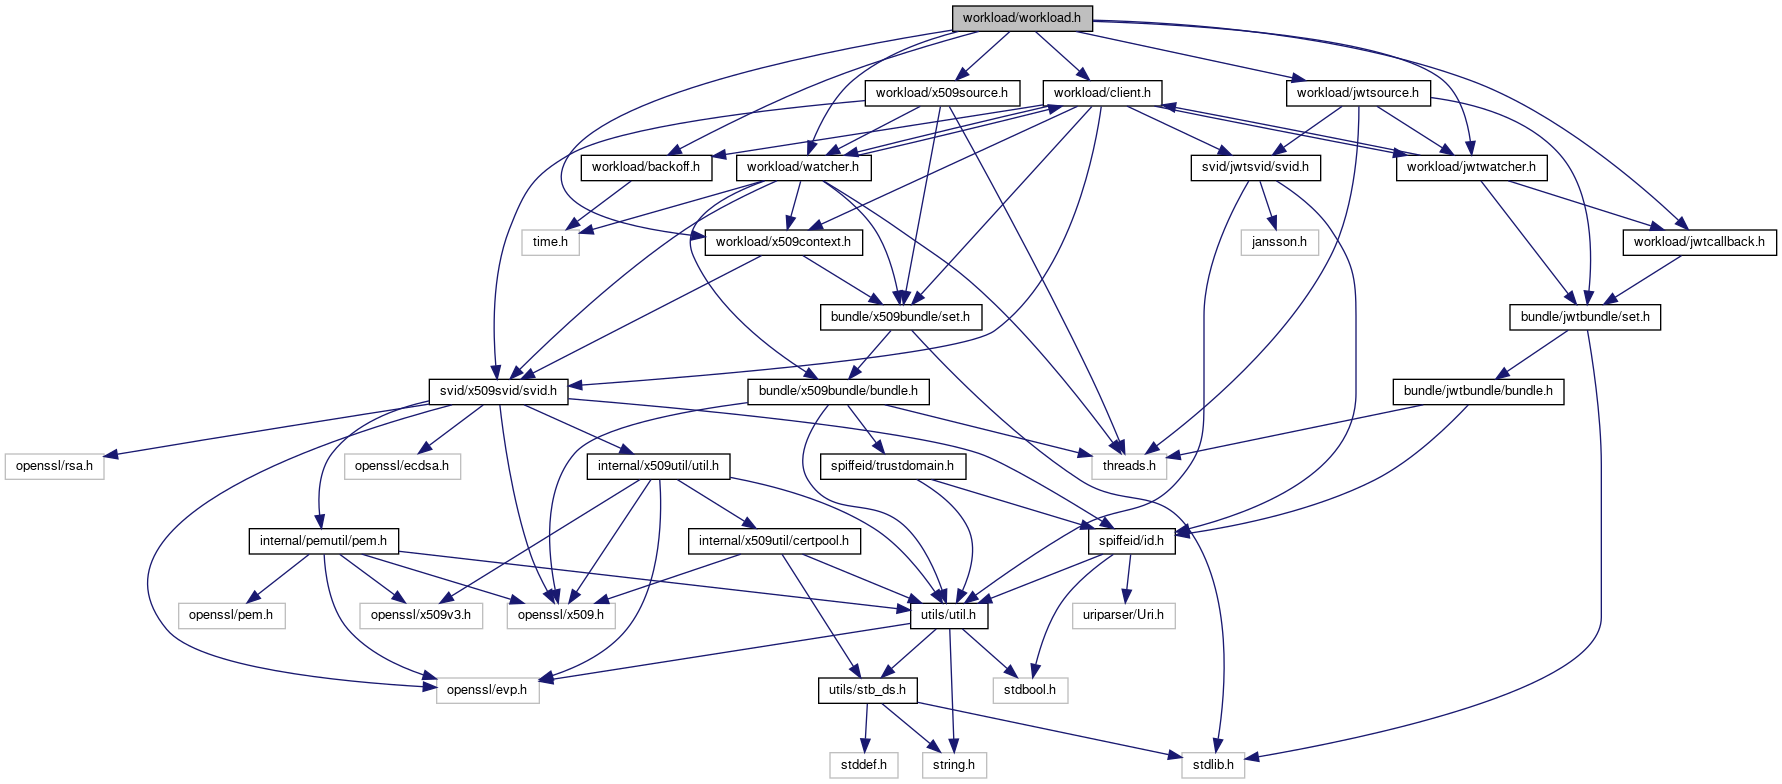 workload/workload.h
workload/x509source.h
workload/client.h
workload/jwtsource.h
workload/backoff.h
workload/watcher.h
svid/jwtsvid/svid.h
workload/jwtwatcher.h
time.h
workload/x509context.h
jansson.h
workload/jwtcallback.h
bundle/x509bundle/set.h
bundle/jwtbundle/set.h
svid/x509svid/svid.h
bundle/x509bundle/bundle.h
bundle/jwtbundle/bundle.h
openssl/rsa.h
openssl/ecdsa.h
internal/x509util/util.h
spiffeid/trustdomain.h
threads.h
internal/pemutil/pem.h
internal/x509util/certpool.h
spiffeid/id.h
openssl/pem.h
openssl/x509v3.h
openssl/x509.h
utils/util.h
uriparser/Uri.h
openssl/evp.h
utils/stb_ds.h
stdbool.h
stddef.h
string.h
stdlib.h